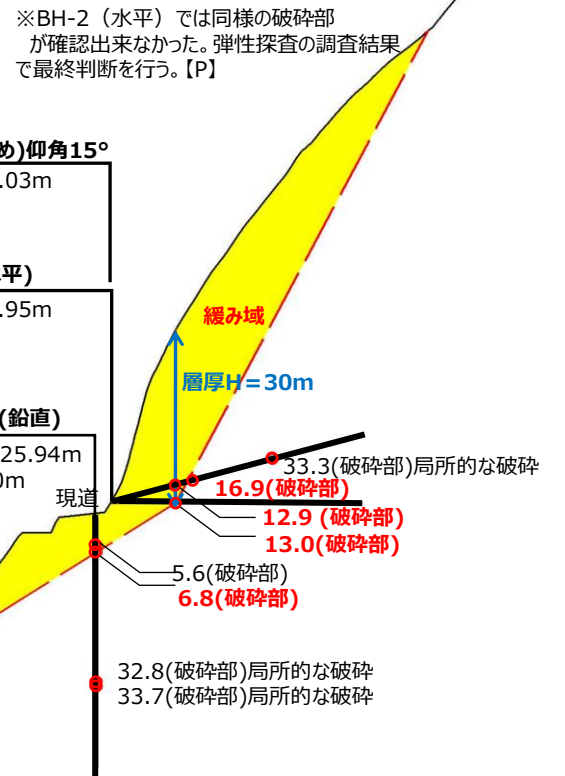 ※BH-2（水平）では同様の破砕部
が確認出来なかった。弾性探査の調査結果
で最終判断を行う。【P】
め)仰角15°
.03m
平)
.95m
緩み域
層厚H＝30m
(鉛直)
25.94m
0m
現道
33.3(破砕部)局所的な破砕
16.9(破砕部)
12.9 (破砕部)
13.0(破砕部)
5.6(破砕部)
6.8(破砕部)
32.8(破砕部)局所的な破砕
33.7(破砕部)局所的な破砕